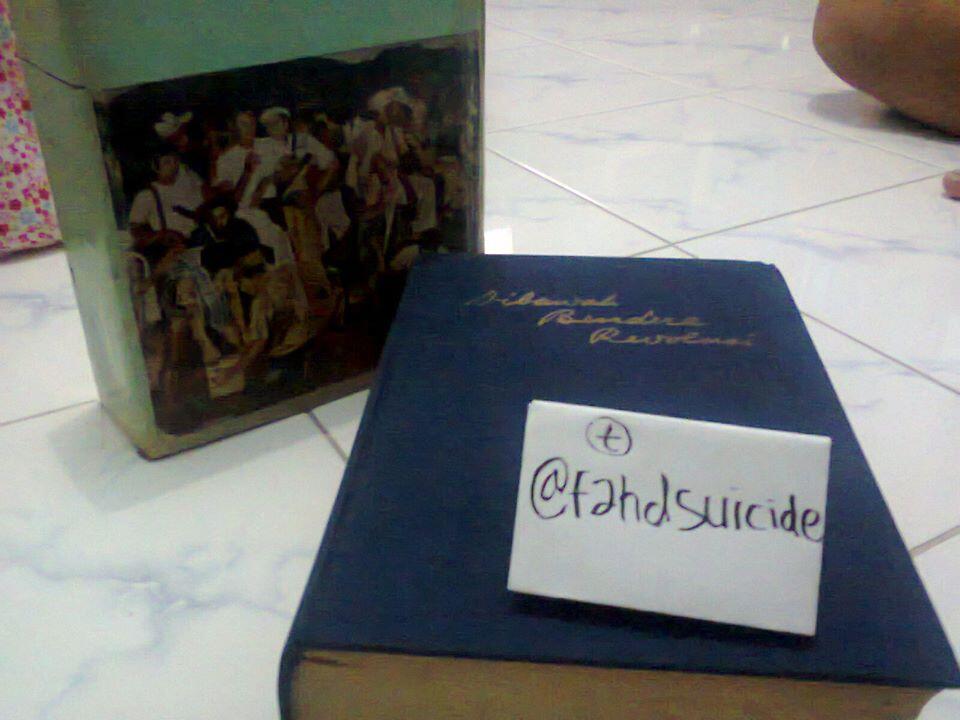 Dibawah
Bendera
Revolusi
t
@fahdsuicide